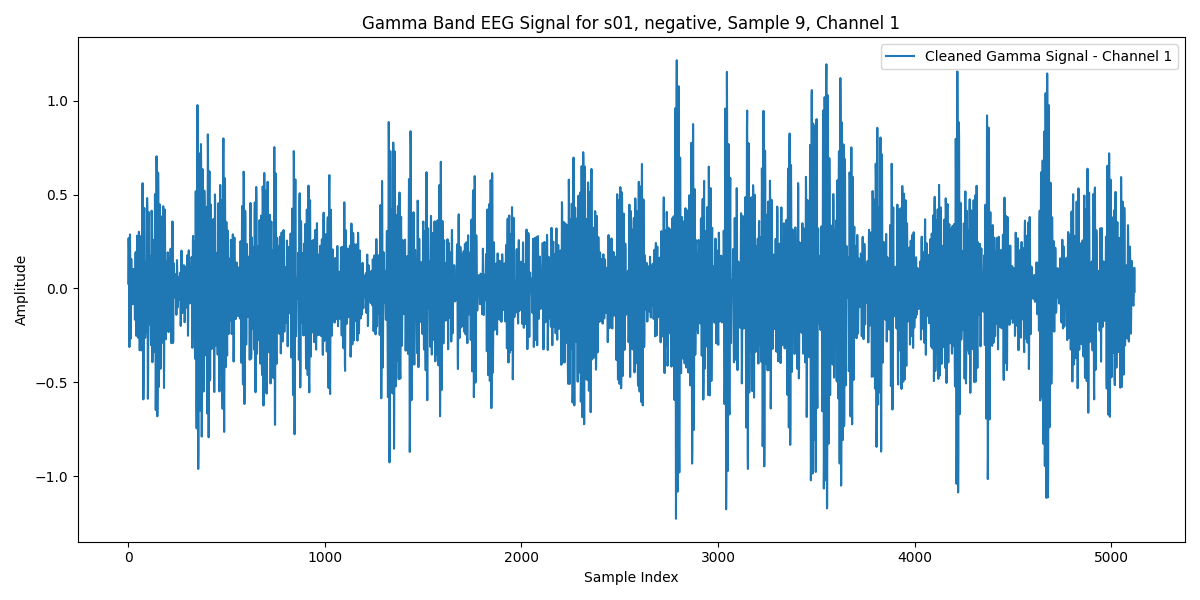 Gamma Band EEG Signal for s01, negative, Sample 9, Channel 1
Cleaned Gamma Signal - Channel 1
Amplitude
1.0
0.5
0.0
−0.5
−1.0
0 1000 2000 3000 4000 5000
Sample Index